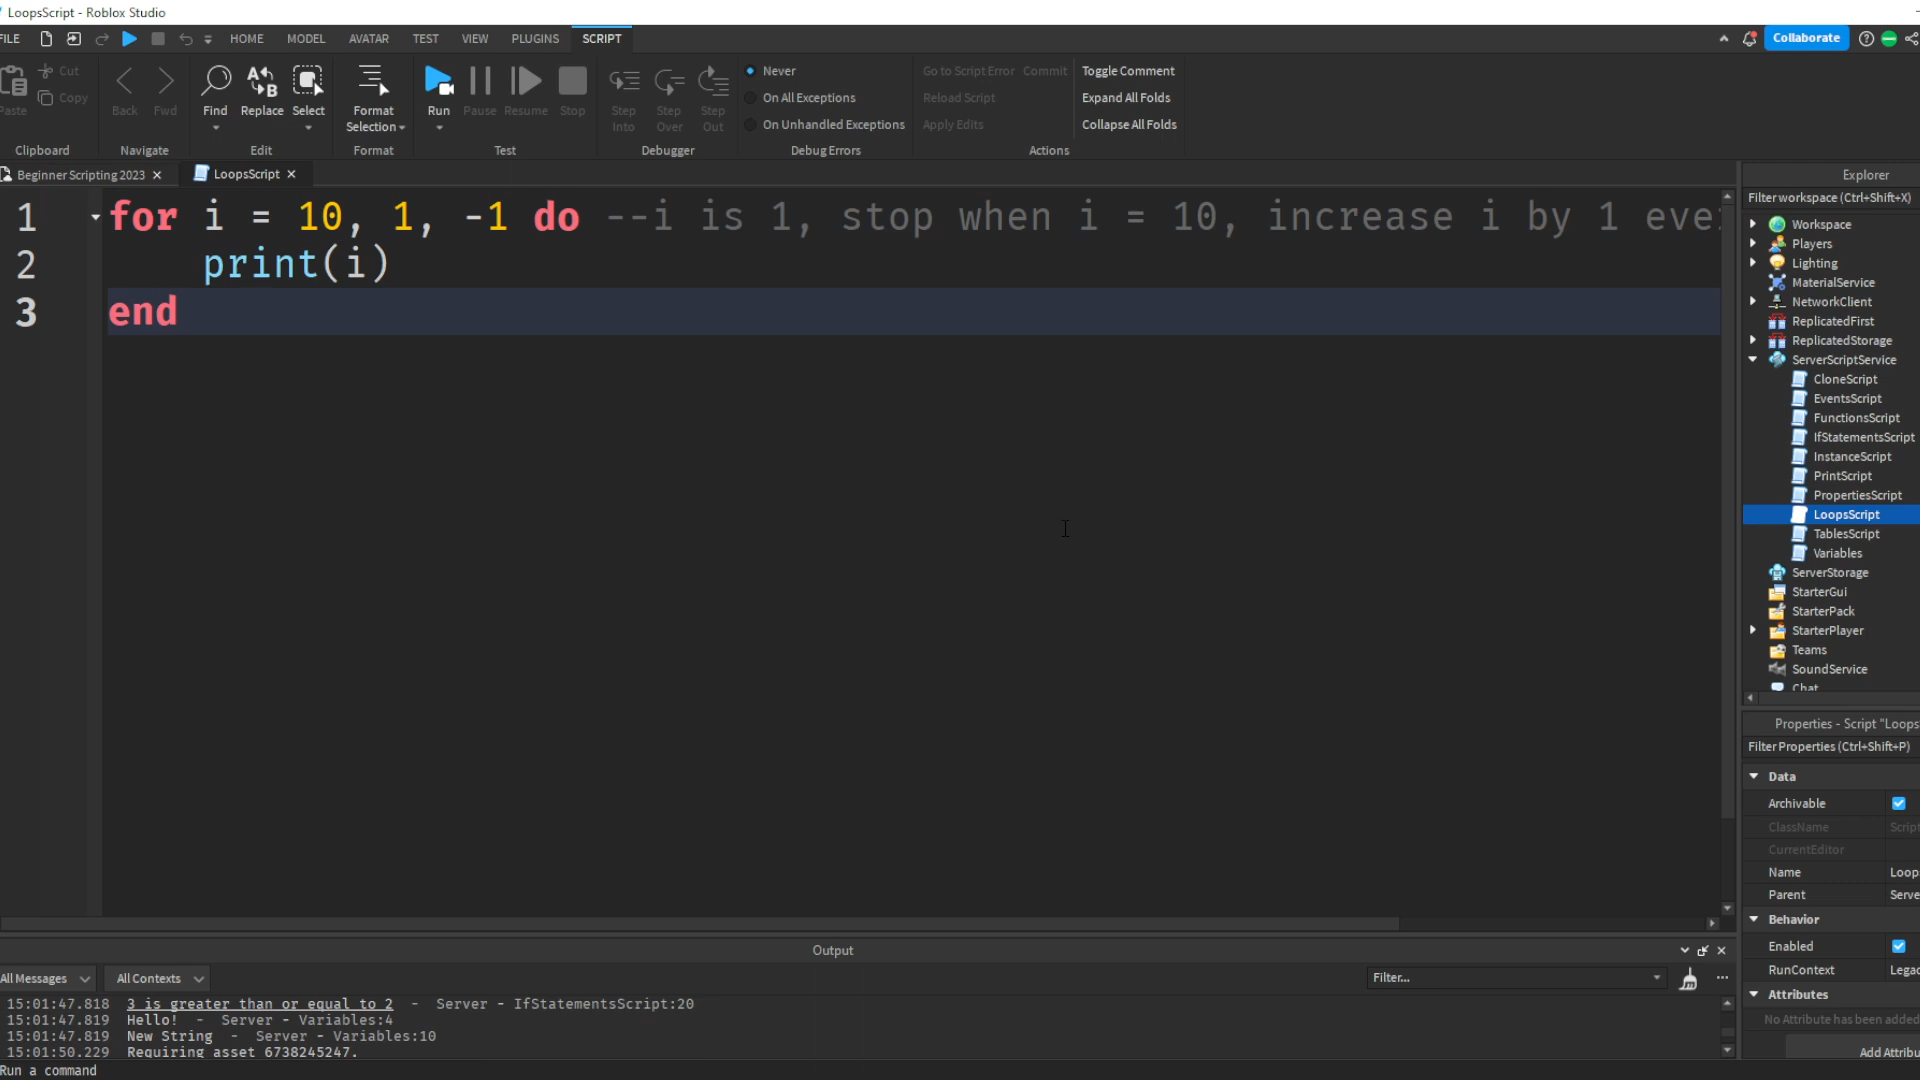 LoopsScript - Roblox Studio
FILE HOME MODEL AVATAR TEST VIEW PLUGINS SCRIPT Collaborate
Paste Cut Copy
Back Fwd
Find Replace Select
Format Selection
Run Pause Resume Stop
Step Into Step Over Step Out
Never
On All Exceptions
On Unhandled Exceptions
Go to Script Error Commit
Reload Script
Apply Edits
Toggle Comment
Expand All Folds
Collapse All Folds
Clipboard Navigate Edit Format Test Debugger Debug Errors Actions
Beginner Scripting 2023 LoopsScript
1 for i = 10, 1, -1 do --i is 1, stop when i = 10, increase i by 1 eve
2 print(i)
3 end
Explorer
Filter workspace (Ctrl+Shift+X)
Workspace
Players
Lighting
MaterialService
NetworkClient
ReplicatedFirst
ReplicatedStorage
ServerScriptService
CloneScript
EventsScript
FunctionsScript
IfStatementsScript
InstanceScript
PrintScript
PropertiesScript
LoopsScript
TablesScript
Variables
ServerStorage
StarterGui
StarterPack
StarterPlayer
Teams
SoundService
Chat
Properties - Script "Loops
Filter Properties (Ctrl+Shift+P)
Data
Archivable
ClassName Script
CurrentEditor
Name Loop
Parent Serve
Behavior
Enabled
RunContext Legac
Attributes
No Attribute has been added
Add Attribu
Output
All Messages All Contexts Filter...
15:01:47.818 3 is greater than or equal to 2 - Server - IfStatementsScript:20
15:01:47.819 Hello! - Server - Variables:4
15:01:47.819 New String - Server - Variables:10
15:01:50.229 Requiring asset 6738245247.
Run a command